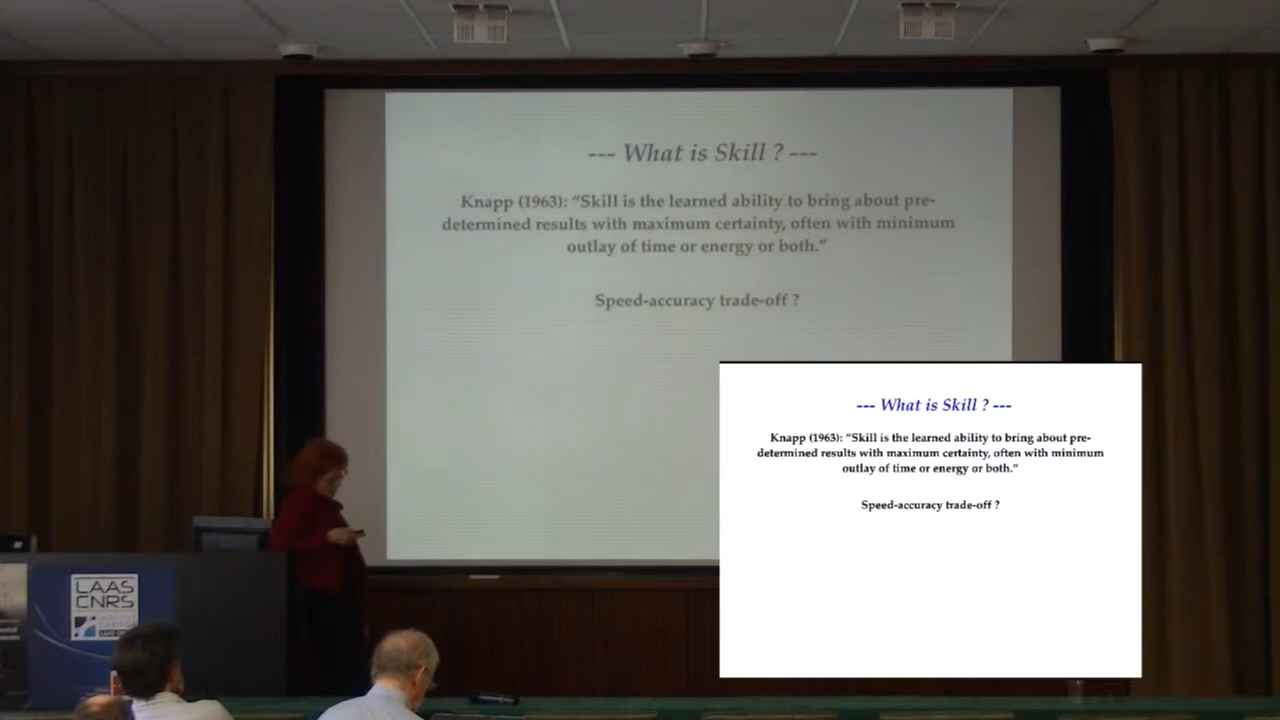 --- What is Skill ? ---
Knapp (1963): “Skill is the learned ability to bring about pre-
determined results with maximum certainty, often with minimum
outlay of time or energy or both.”
Speed-accuracy trade-off ?
--- What is Skill ? ---
Knapp (1963): “Skill is the learned ability to bring about pre-
determined results with maximum certainty, often with minimum
outlay of time or energy or both.”
Speed-accuracy trade-off ?
LAAS
CNRS